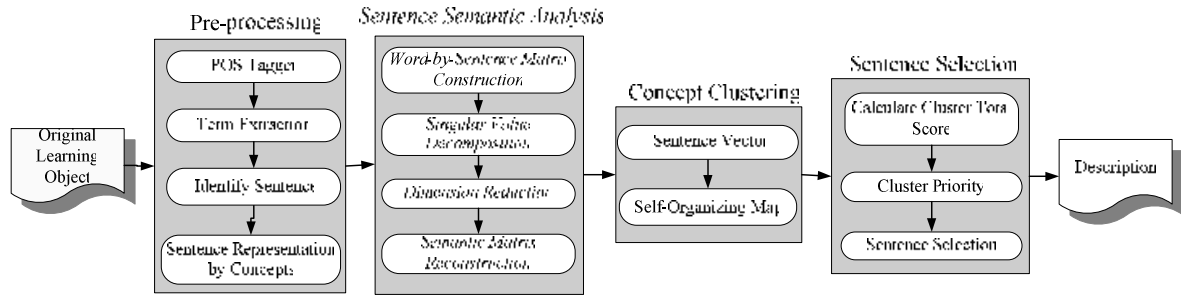 Original
Learning
Object
Pre-processing
POS Tagger
Term Extraction
Identify Sentence
Sentence Representation
by Concepts
Sentence Semantic Analysis
Word-by-Sentence Matrix
Construction
Singular Value
Decomposition
Dimension Reduction
Semantic Matrix
Reconstruction
Concept Clustering
Sentence Vector
Self-Organizing Map
Sentence Selection
Calculate Cluster Tota
Score
Cluster Priority
Sentence Selection
Description